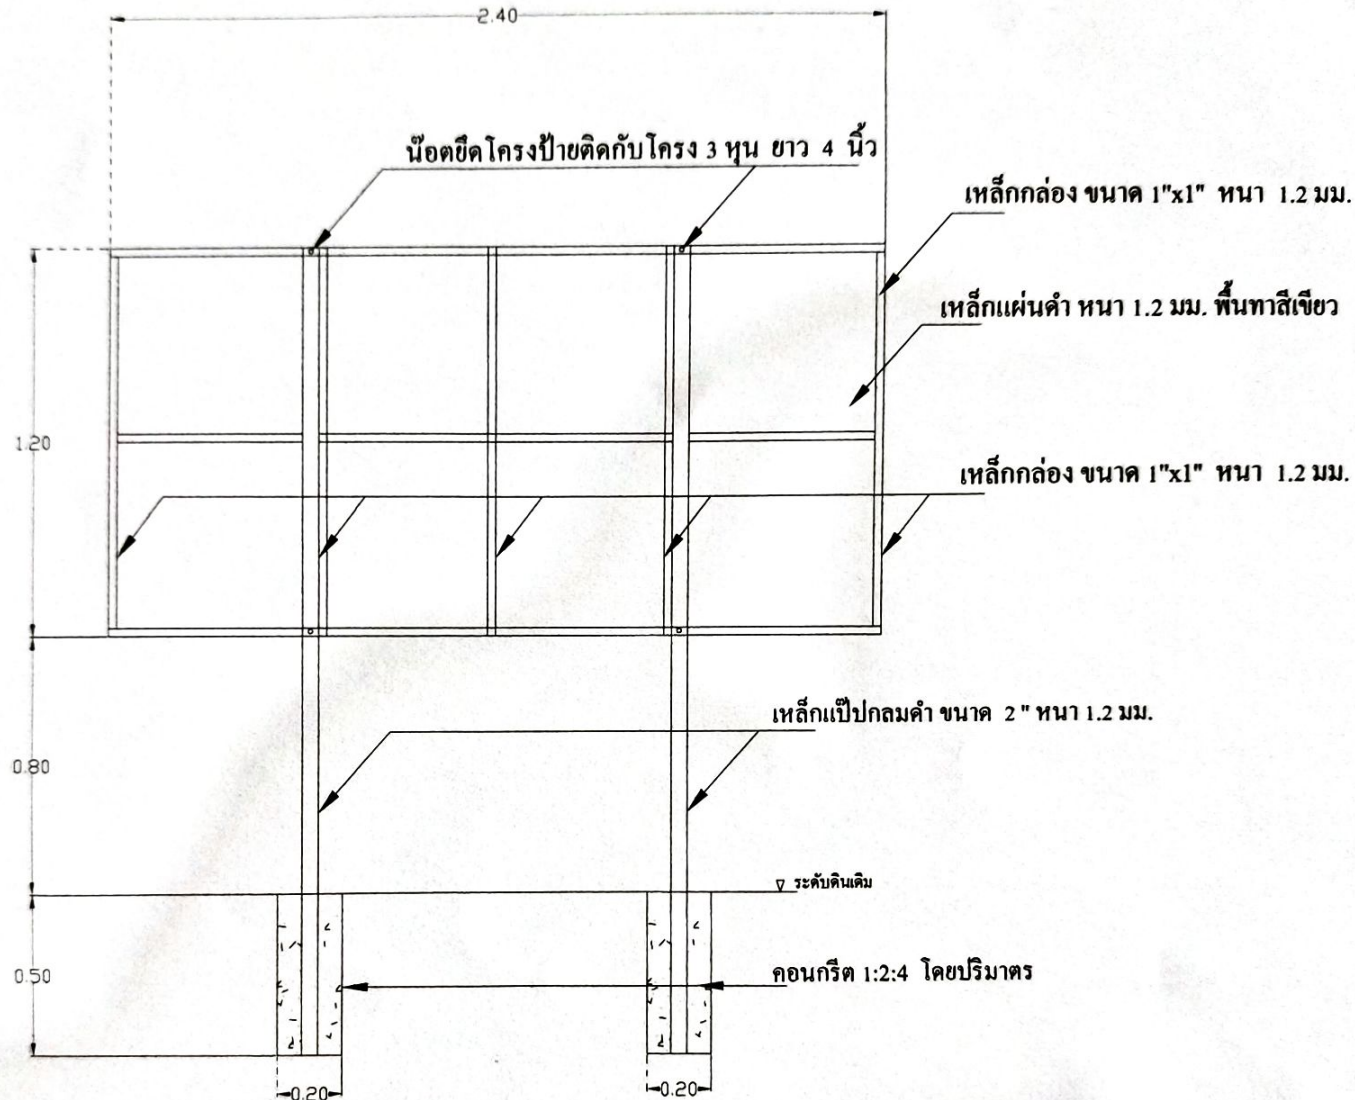 2.40
น๊อตยึดโครงป้ายติดกับโครง 3 หุน ยาว 4 นิ้ว
เหล็กกล่อง ขนาด 1"x1" หนา 1.2 มม.
เหล็กแผ่นดำ หนา 1.2 มม. พื้นทาสีเขียว
1.20
เหล็กกล่อง ขนาด 1"x1" หนา 1.2 มม.
เหล็กแป๊ปกลมดำ ขนาด 2 " หนา 1.2 มม.
0.80
ระดับดินเดิม
0.50
คอนกรีต 1:2:4 โดยปริมาตร
0.20
0.20